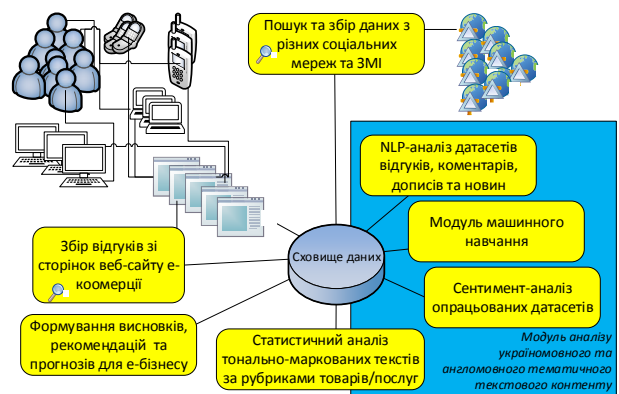 Пошук та збір даних з
різних соціальних
мереж та ЗМІ
NLP-аналіз датасетів
відгуків, коментарів,
дописів та новин
Модуль машинного
навчання
Сховище даних
Збір відгуків зі
сторінок веб-сайту е-
коомерції
Сентимент-аналіз
опрацьованих датасетів
Формування висновків,
рекомендацій та
прогнозів для е-бізнесу
Статистичний аналіз
тонально-маркованих текстів
за рубриками товарів/послуг
Модуль аналізу
україномовного та
англомовного тематичного
текстового контенту